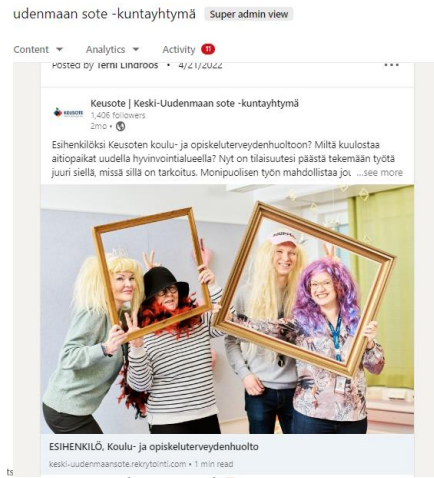 udenmaan sote -kuntayhtymä Super admin view
Content Analytics Activity 11
Posted by Terhi Lindroos • 4/21/2022
KEUSOTE
Keusote | Keski-Uudenmaan sote -kuntayhtymä
1,406 followers
2mo •
Esihenkilöksi Keusoten koulu- ja opiskeluterveydenhuoltoon? Miltä kuulostaa
aitiopaikat uudella hyvinvointialueella? Nyt on tilaisuutesi päästä tekemään työtä
juuri siellä, missä sillä on tarkoitus. Monipuolisen työn mahdollistaa jou ...see more
ESIHENKILÖ, Koulu- ja opiskeluterveydenhuolto
keski-uudenmaansote.rekrytointi.com • 1 min read
ts